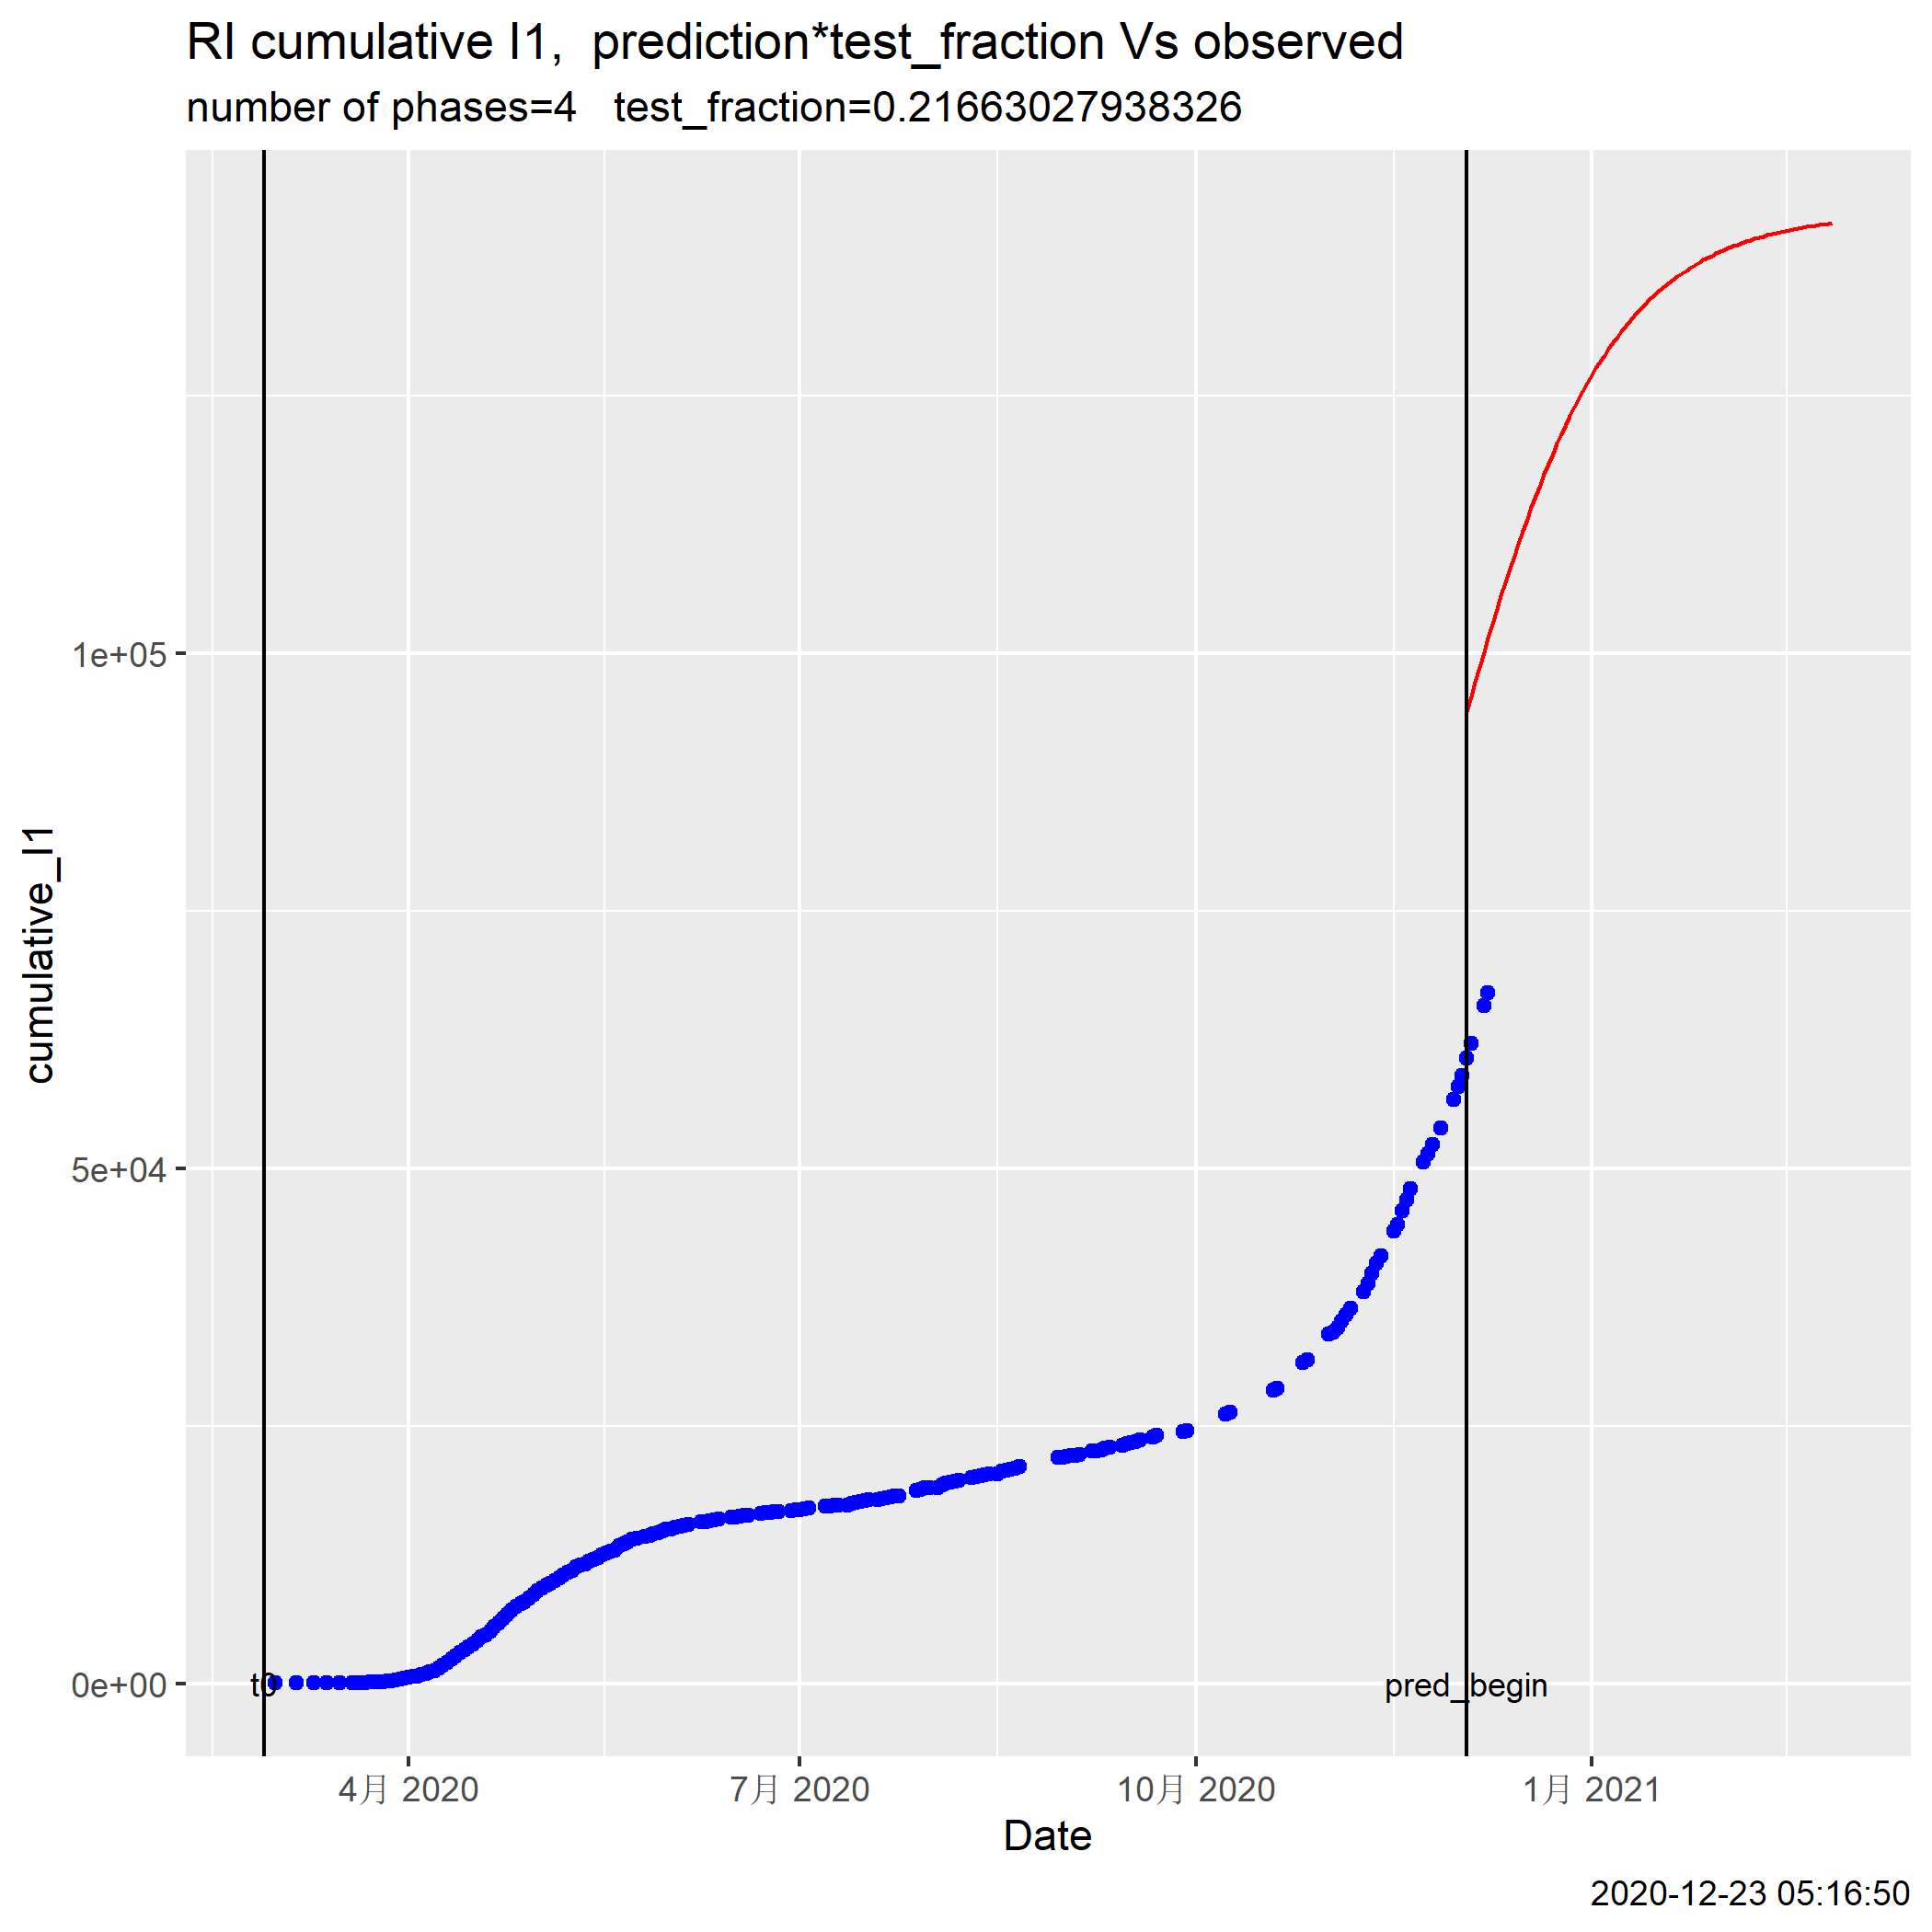 RI cumulative I1,  prediction*test_fraction Vs observed
number of phases=4   test_fraction=0.21663027938326
cumulative_I1
1e+05
5e+04
0e+00
t0
pred_begin
4月 2020
7月 2020
10月 2020
1月 2021
Date
2020-12-23 05:16:50